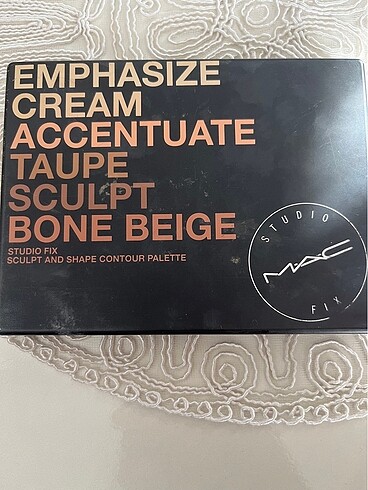 EMPHASIZE
CREAM
ACCENTUATE
TAUPE
SCULPT
BONE BEIGE
STUDIO FIX
SCULPT AND SHAPE CONTOUR PALETTE
STUDIO
MAC
FIX